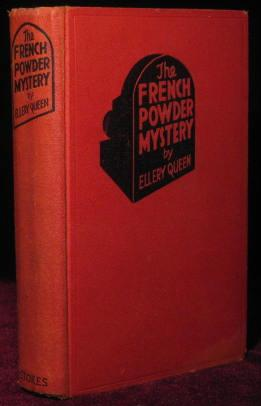 The
FRENCH
POWDER
MYSTERY
by
ELLERY QUEEN
STOKES
The
FRENCH
POWDER
MYSTERY
by
ELLERY QUEEN